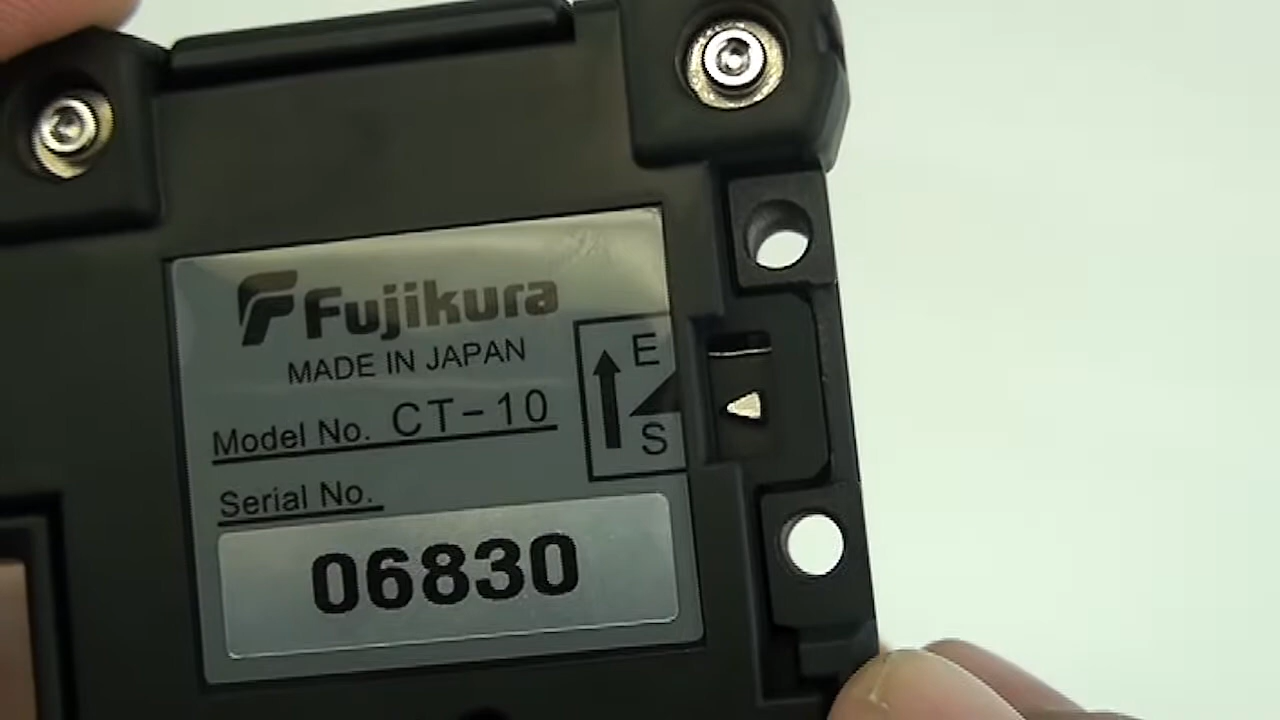 Fujikura
MADE IN JAPAN
Model No. CT-10
E
S
Serial No.
06830